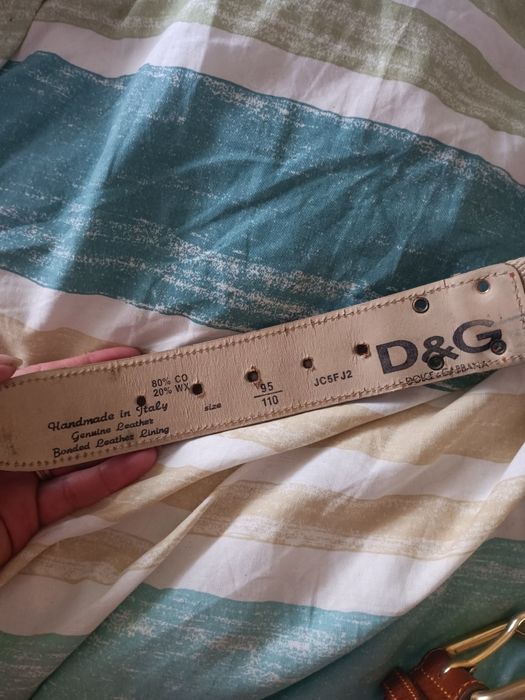 80% CO
20% WX
Handmade in Italy
Genuine Leather
Bonded Leather Lining
size
95
110
JC5FJ2
D&G
DOLCE & GABBANA